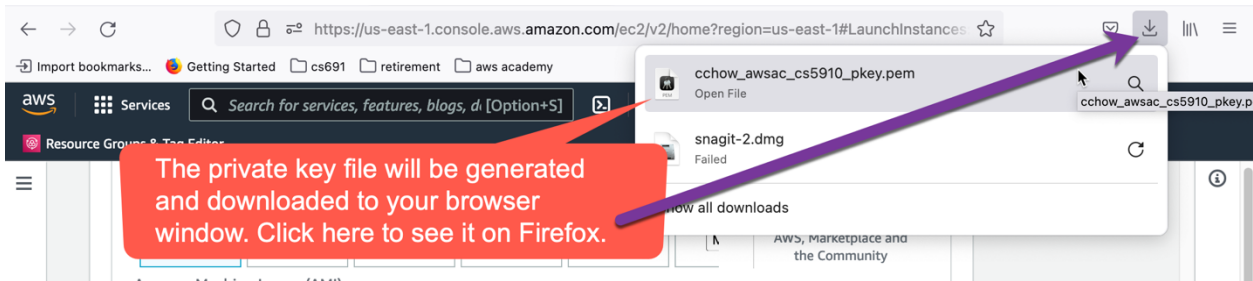 https://us-east-1.console.aws.amazon.com/ec2/v2/home?region=us-east-1#LaunchInstances
Import bookmarks... Getting Started cs691 retirement aws academy
cchow_awsac_cs5910_pkey.pem
Open File
cchow_awsac_cs5910_pkey.p
aws Services Search for services, features, blogs, d [Option+S]
snagit-2.dmg
Failed
Resource Groups & Tag Editor
The private key file will be generated
and downloaded to your browser
window. Click here to see it on Firefox.
all downloads
AWS, Marketplace and
the Community